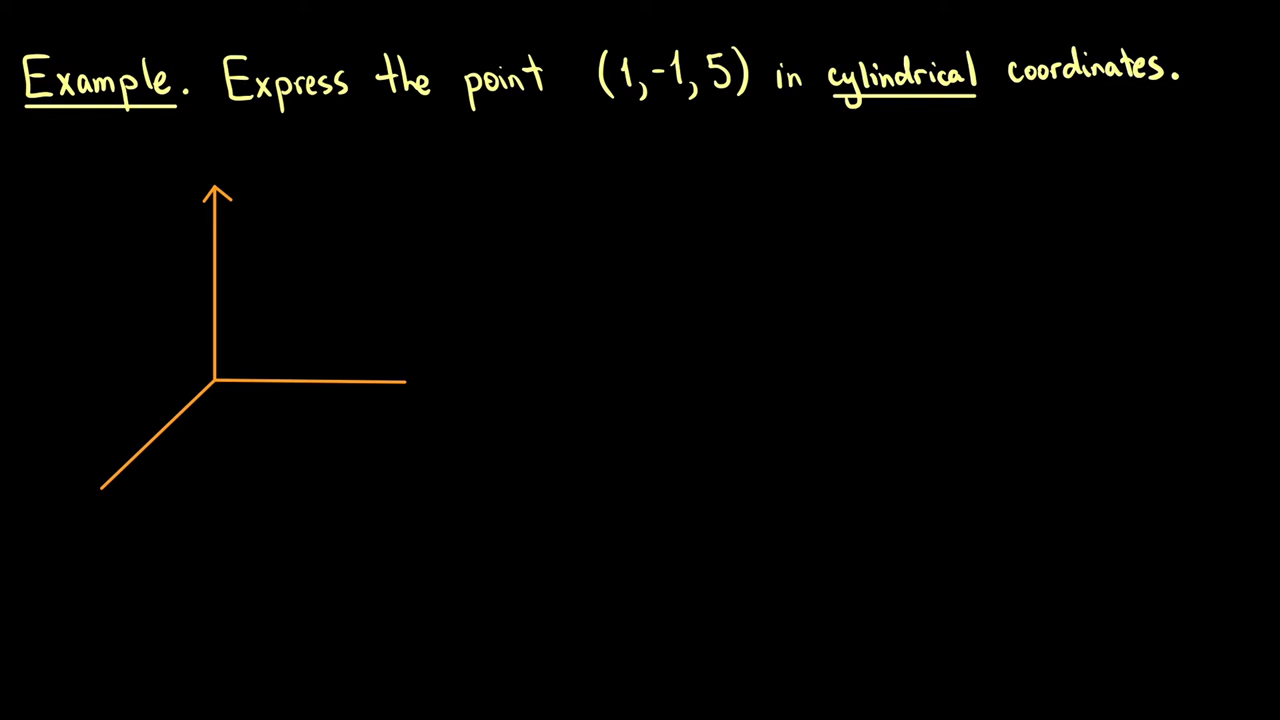 Example. Express the point (1,-1, 5) in cylindrical coordinates.